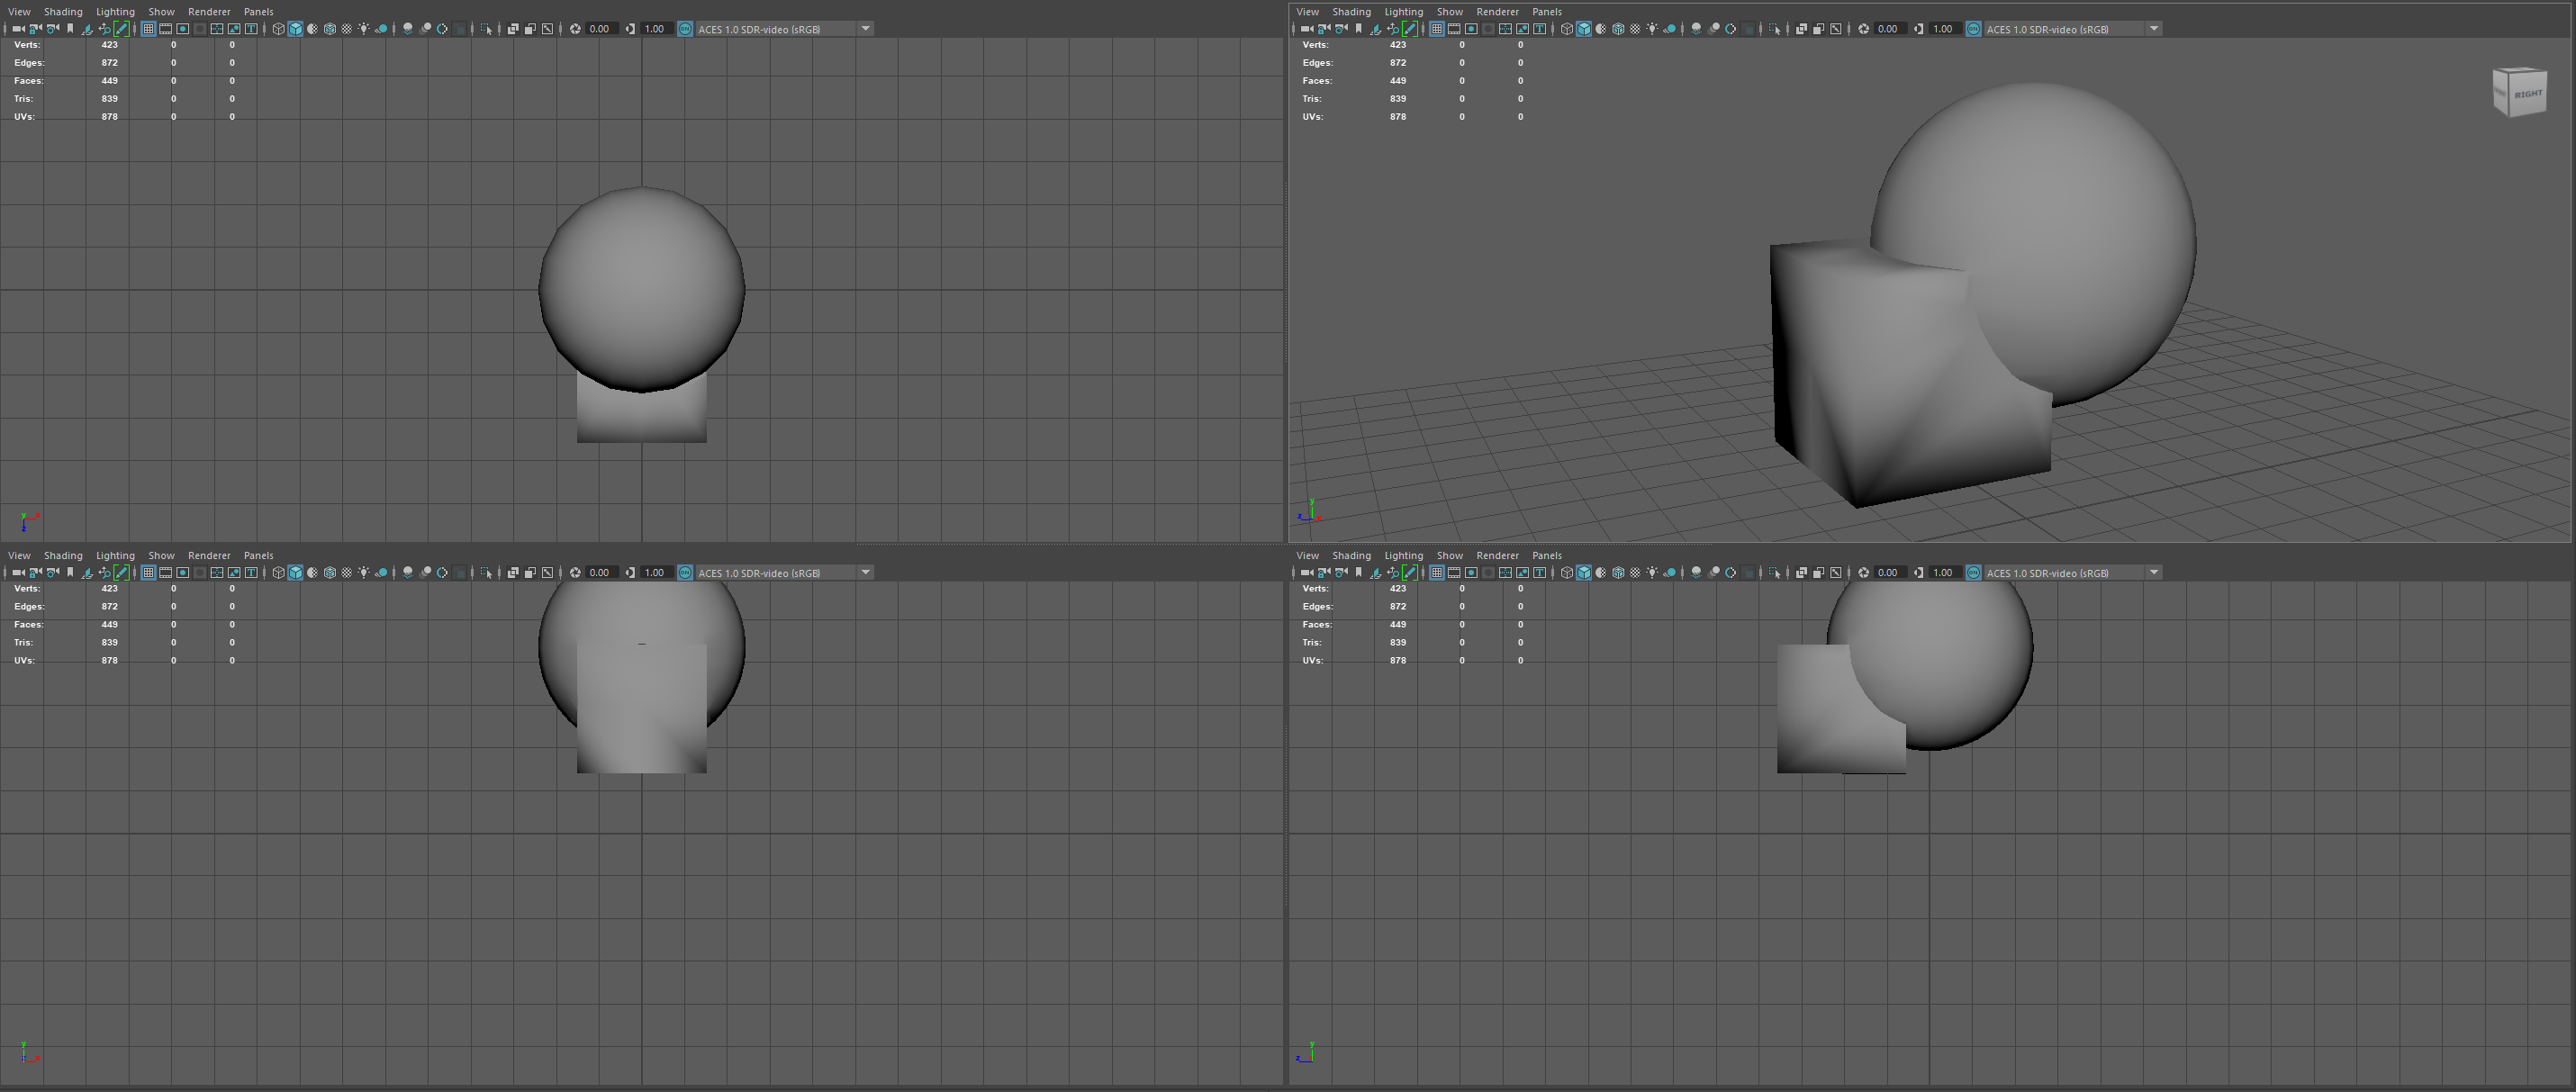 View Shading Lighting Show Renderer Panels
0.00 1.00 ACES 1.0 SDR-video (sRGB)
Verts: 423 0 0
Edges: 872 0 0
Faces: 449 0 0
Tris: 839 0 0
UVs: 878 0 0
y x
z
View Shading Lighting Show Renderer Panels
0.00 1.00 ACES 1.0 SDR-video (sRGB)
Verts: 423 0 0
Edges: 872 0 0
Faces: 449 0 0
Tris: 839 0 0
UVs: 878 0 0
RIGHT
y
z x
View Shading Lighting Show Renderer Panels
0.00 1.00 ACES 1.0 SDR-video (sRGB)
Verts: 423 0 0
Edges: 872 0 0
Faces: 449 0 0
Tris: 839 0 0
UVs: 878 0 0
y
z x
View Shading Lighting Show Renderer Panels
0.00 1.00 ACES 1.0 SDR-video (sRGB)
Verts: 423 0 0
Edges: 872 0 0
Faces: 449 0 0
Tris: 839 0 0
UVs: 878 0 0
y
z